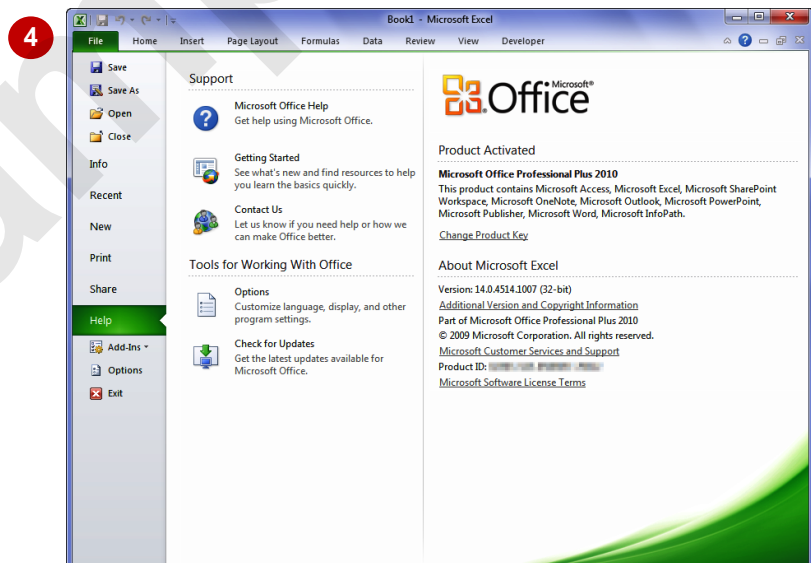 4
Book1 - Microsoft Excel
File Home Insert Page Layout Formulas Data Review View Developer
Save
Save As
Open
Close
Info
Recent
New
Print
Share
Help
Add-Ins
Options
Exit
Support
Microsoft Office Help
Get help using Microsoft Office.
Getting Started
See what's new and find resources to help
you learn the basics quickly.
Contact Us
Let us know if you need help or how we
can make Office better.
Tools for Working With Office
Options
Customize language, display, and other
program settings.
Check for Updates
Get the latest updates available for
Microsoft Office.
Microsoft®
Office
Product Activated
Microsoft Office Professional Plus 2010
This product contains Microsoft Access, Microsoft Excel, Microsoft SharePoint
Workspace, Microsoft OneNote, Microsoft Outlook, Microsoft PowerPoint,
Microsoft Publisher, Microsoft Word, Microsoft InfoPath.
Change Product Key
About Microsoft Excel
Version: 14.0.4514.1007 (32-bit)
Additional Version and Copyright Information
Part of Microsoft Office Professional Plus 2010
© 2009 Microsoft Corporation. All rights reserved.
Microsoft Customer Services and Support
Product ID:
Microsoft Software License Terms